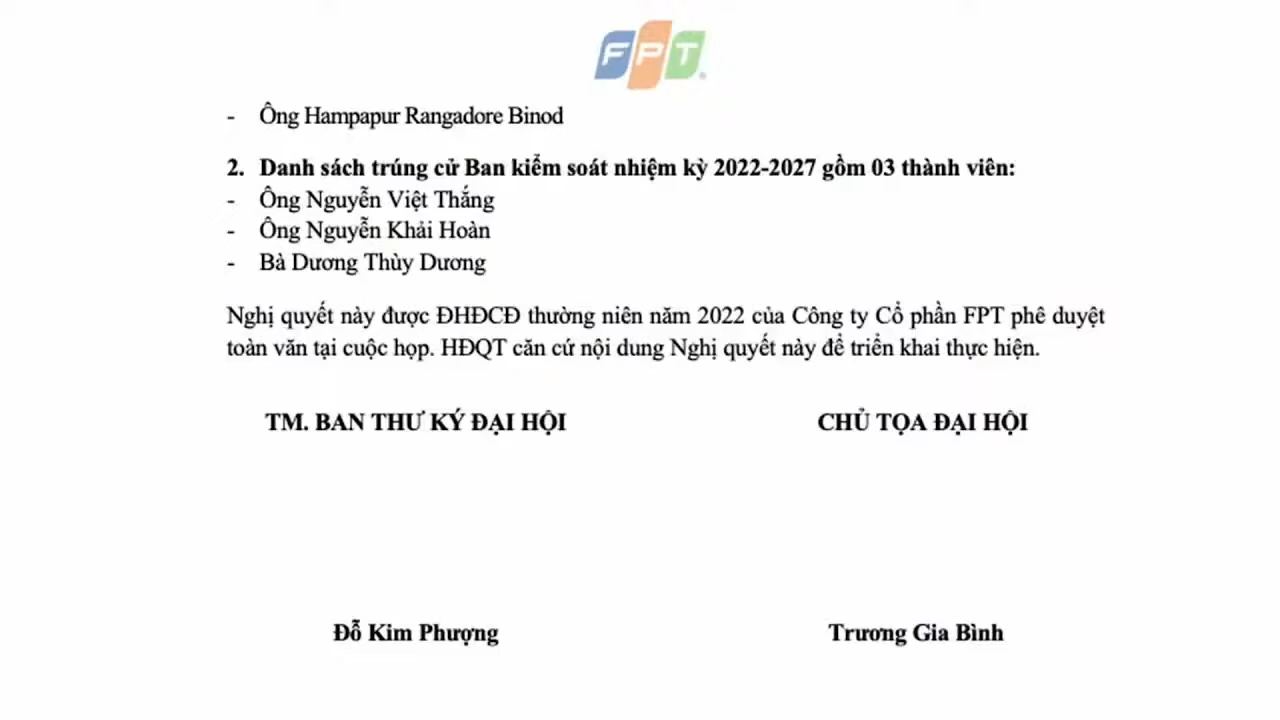 FPT
- Ông Hampapur Rangadore Binod
2. Danh sách trúng cử Ban kiểm soát nhiệm kỳ 2022-2027 gồm 03 thành viên:
- Ông Nguyễn Việt Thắng
- Ông Nguyễn Khải Hoàn
- Bà Dương Thùy Dương
Nghị quyết này được ĐHĐCĐ thường niên năm 2022 của Công ty Cổ phần FPT phê duyệt
toàn văn tại cuộc họp. HĐQT căn cứ nội dung Nghị quyết này để triển khai thực hiện.
TM. BAN THƯ KÝ ĐẠI HỘI
CHỦ TỌA ĐẠI HỘI
Đỗ Kim Phượng
Trương Gia Bình